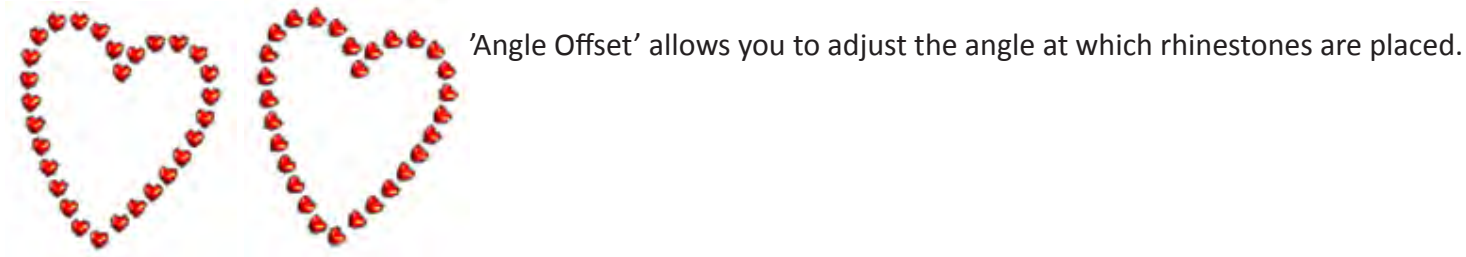 ’Angle Offset’ allows you to adjust the angle at which rhinestones are placed.